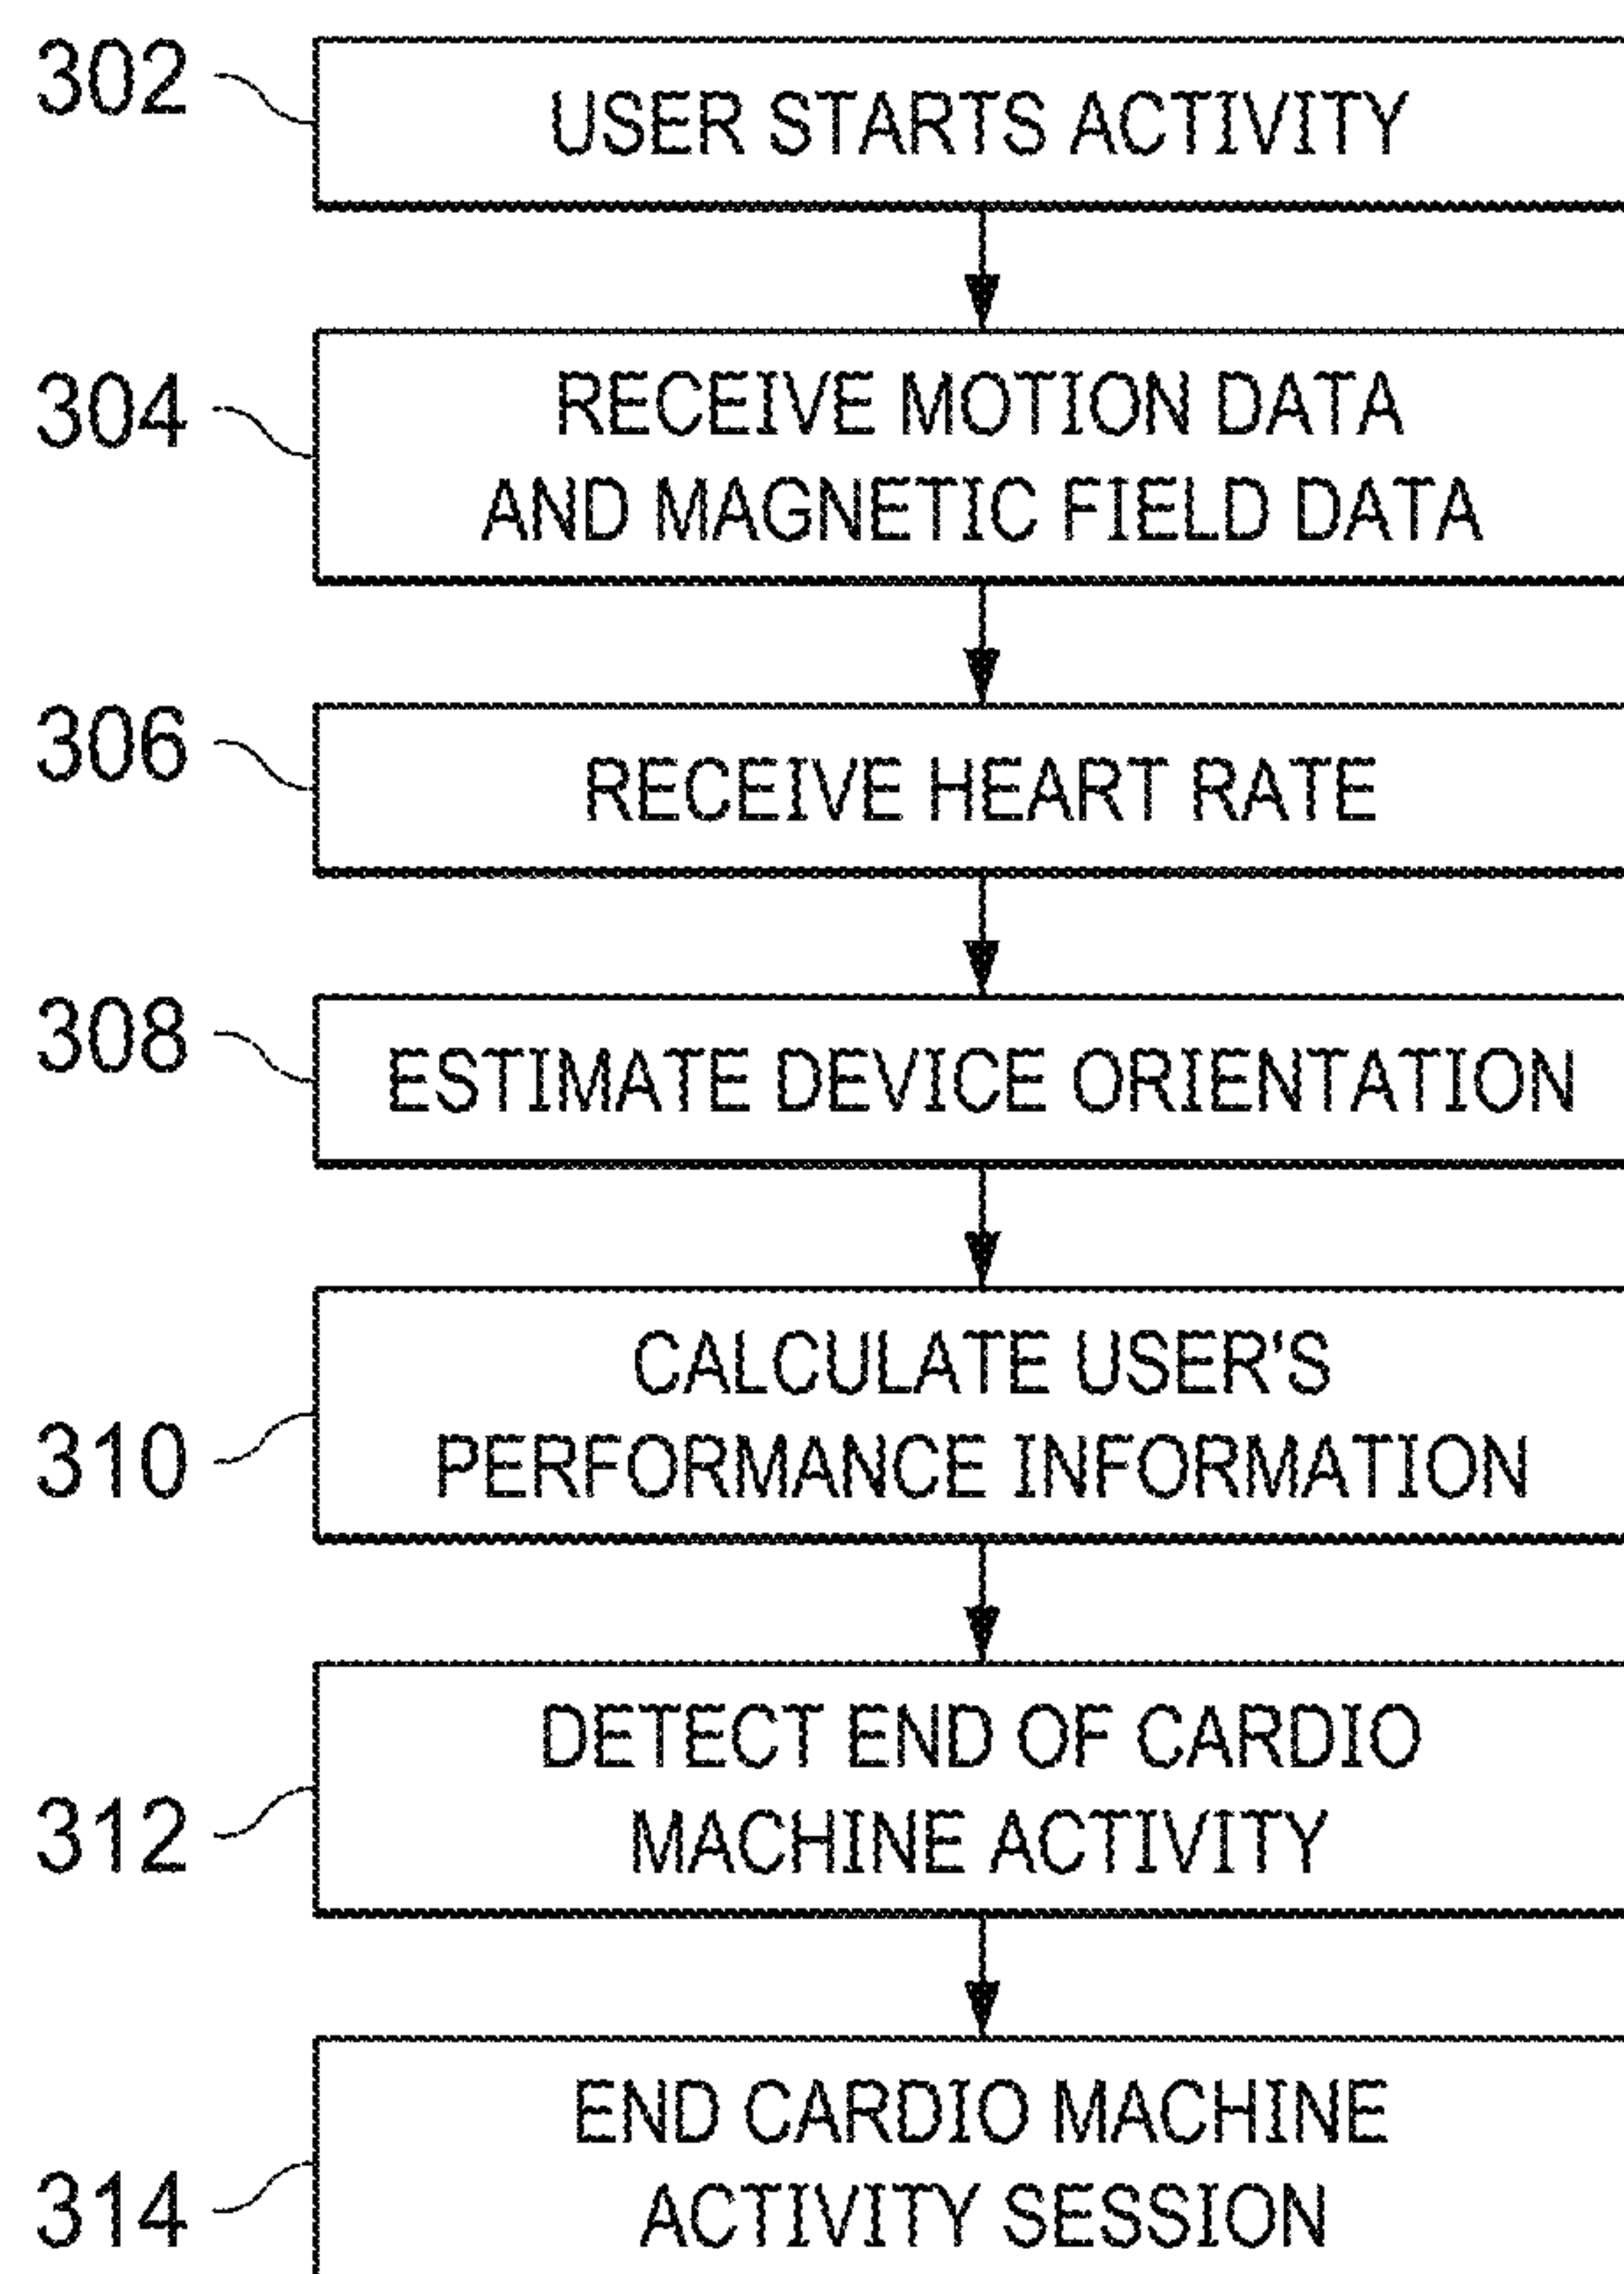 302
USER STARTS ACTIVITY
304
RECEIVE MOTION DATA
AND MAGNETIC FIELD DATA
306
RECEIVE HEART RATE
308
ESTIMATE DEVICE ORIENTATION
310
CALCULATE USER'S
PERFORMANCE INFORMATION
312
DETECT END OF CARDIO
MACHINE ACTIVITY
314
END CARDIO MACHINE
ACTIVITY SESSION